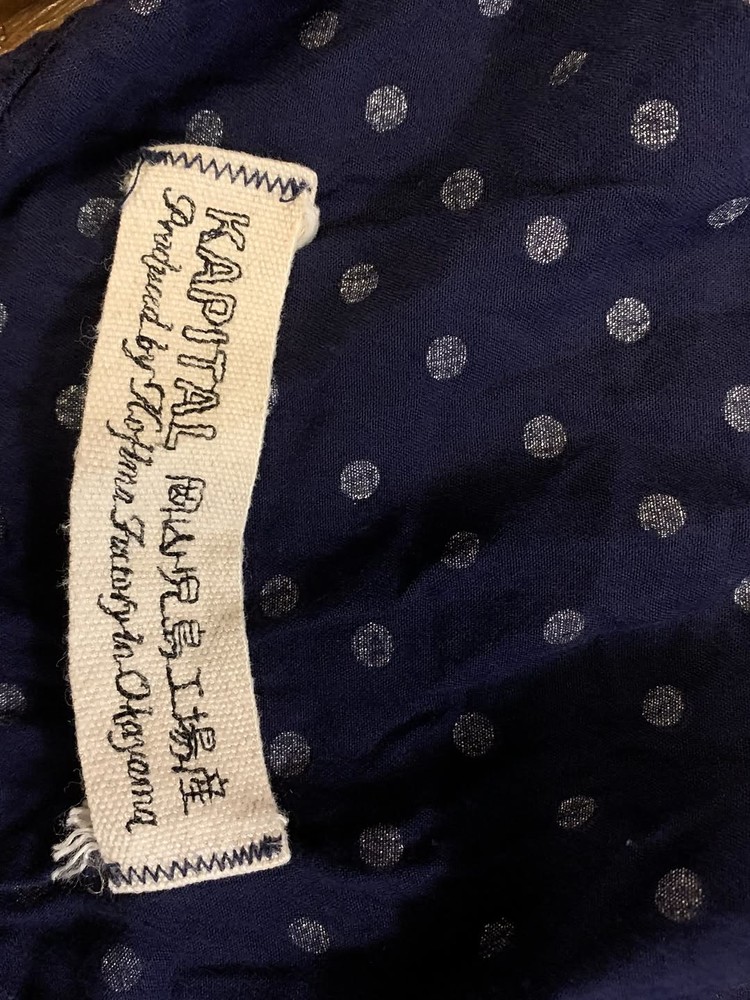 KAPITAL 岡山児島工場産
Produced by Kojima Factory in Okayama